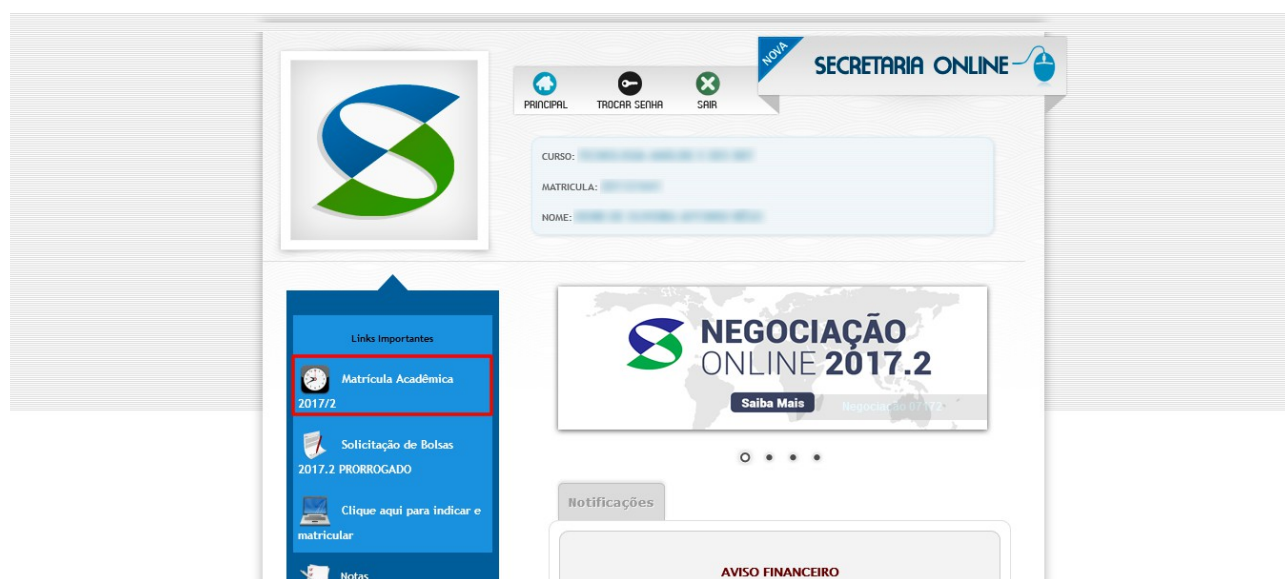 NOVA
SECRETARIA ONLINE
PRINCIPAL
TROCAR SENHA
SAIR
CURSO:
MATRICULA:
NOME:
Links Importantes
Matrícula Acadêmica
2017/2
Solicitação de Bolsas
2017.2 PRORROGADO
Clique aqui para indicar e
matricular
Notas
NEGOCIAÇÃO
ONLINE 2017.2
Saiba Mais
Notificações
AVISO FINANCEIRO